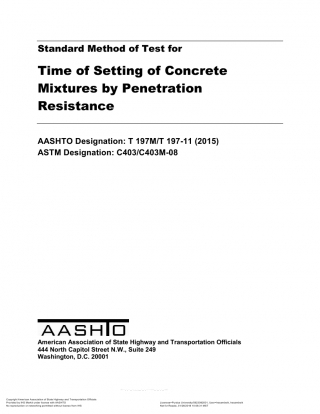 Standard Method of Test for
Time of Setting of Concrete
Mixtures by Penetration
Resistance
AASHTO Designation: T 197M/T 197-11 (2015)
ASTM Designation: C403/C403M-08
AASHTO
American Association of State Highway and Transportation Officials
444 North Capitol Street N.W., Suite 249
Washington, D.C. 20001